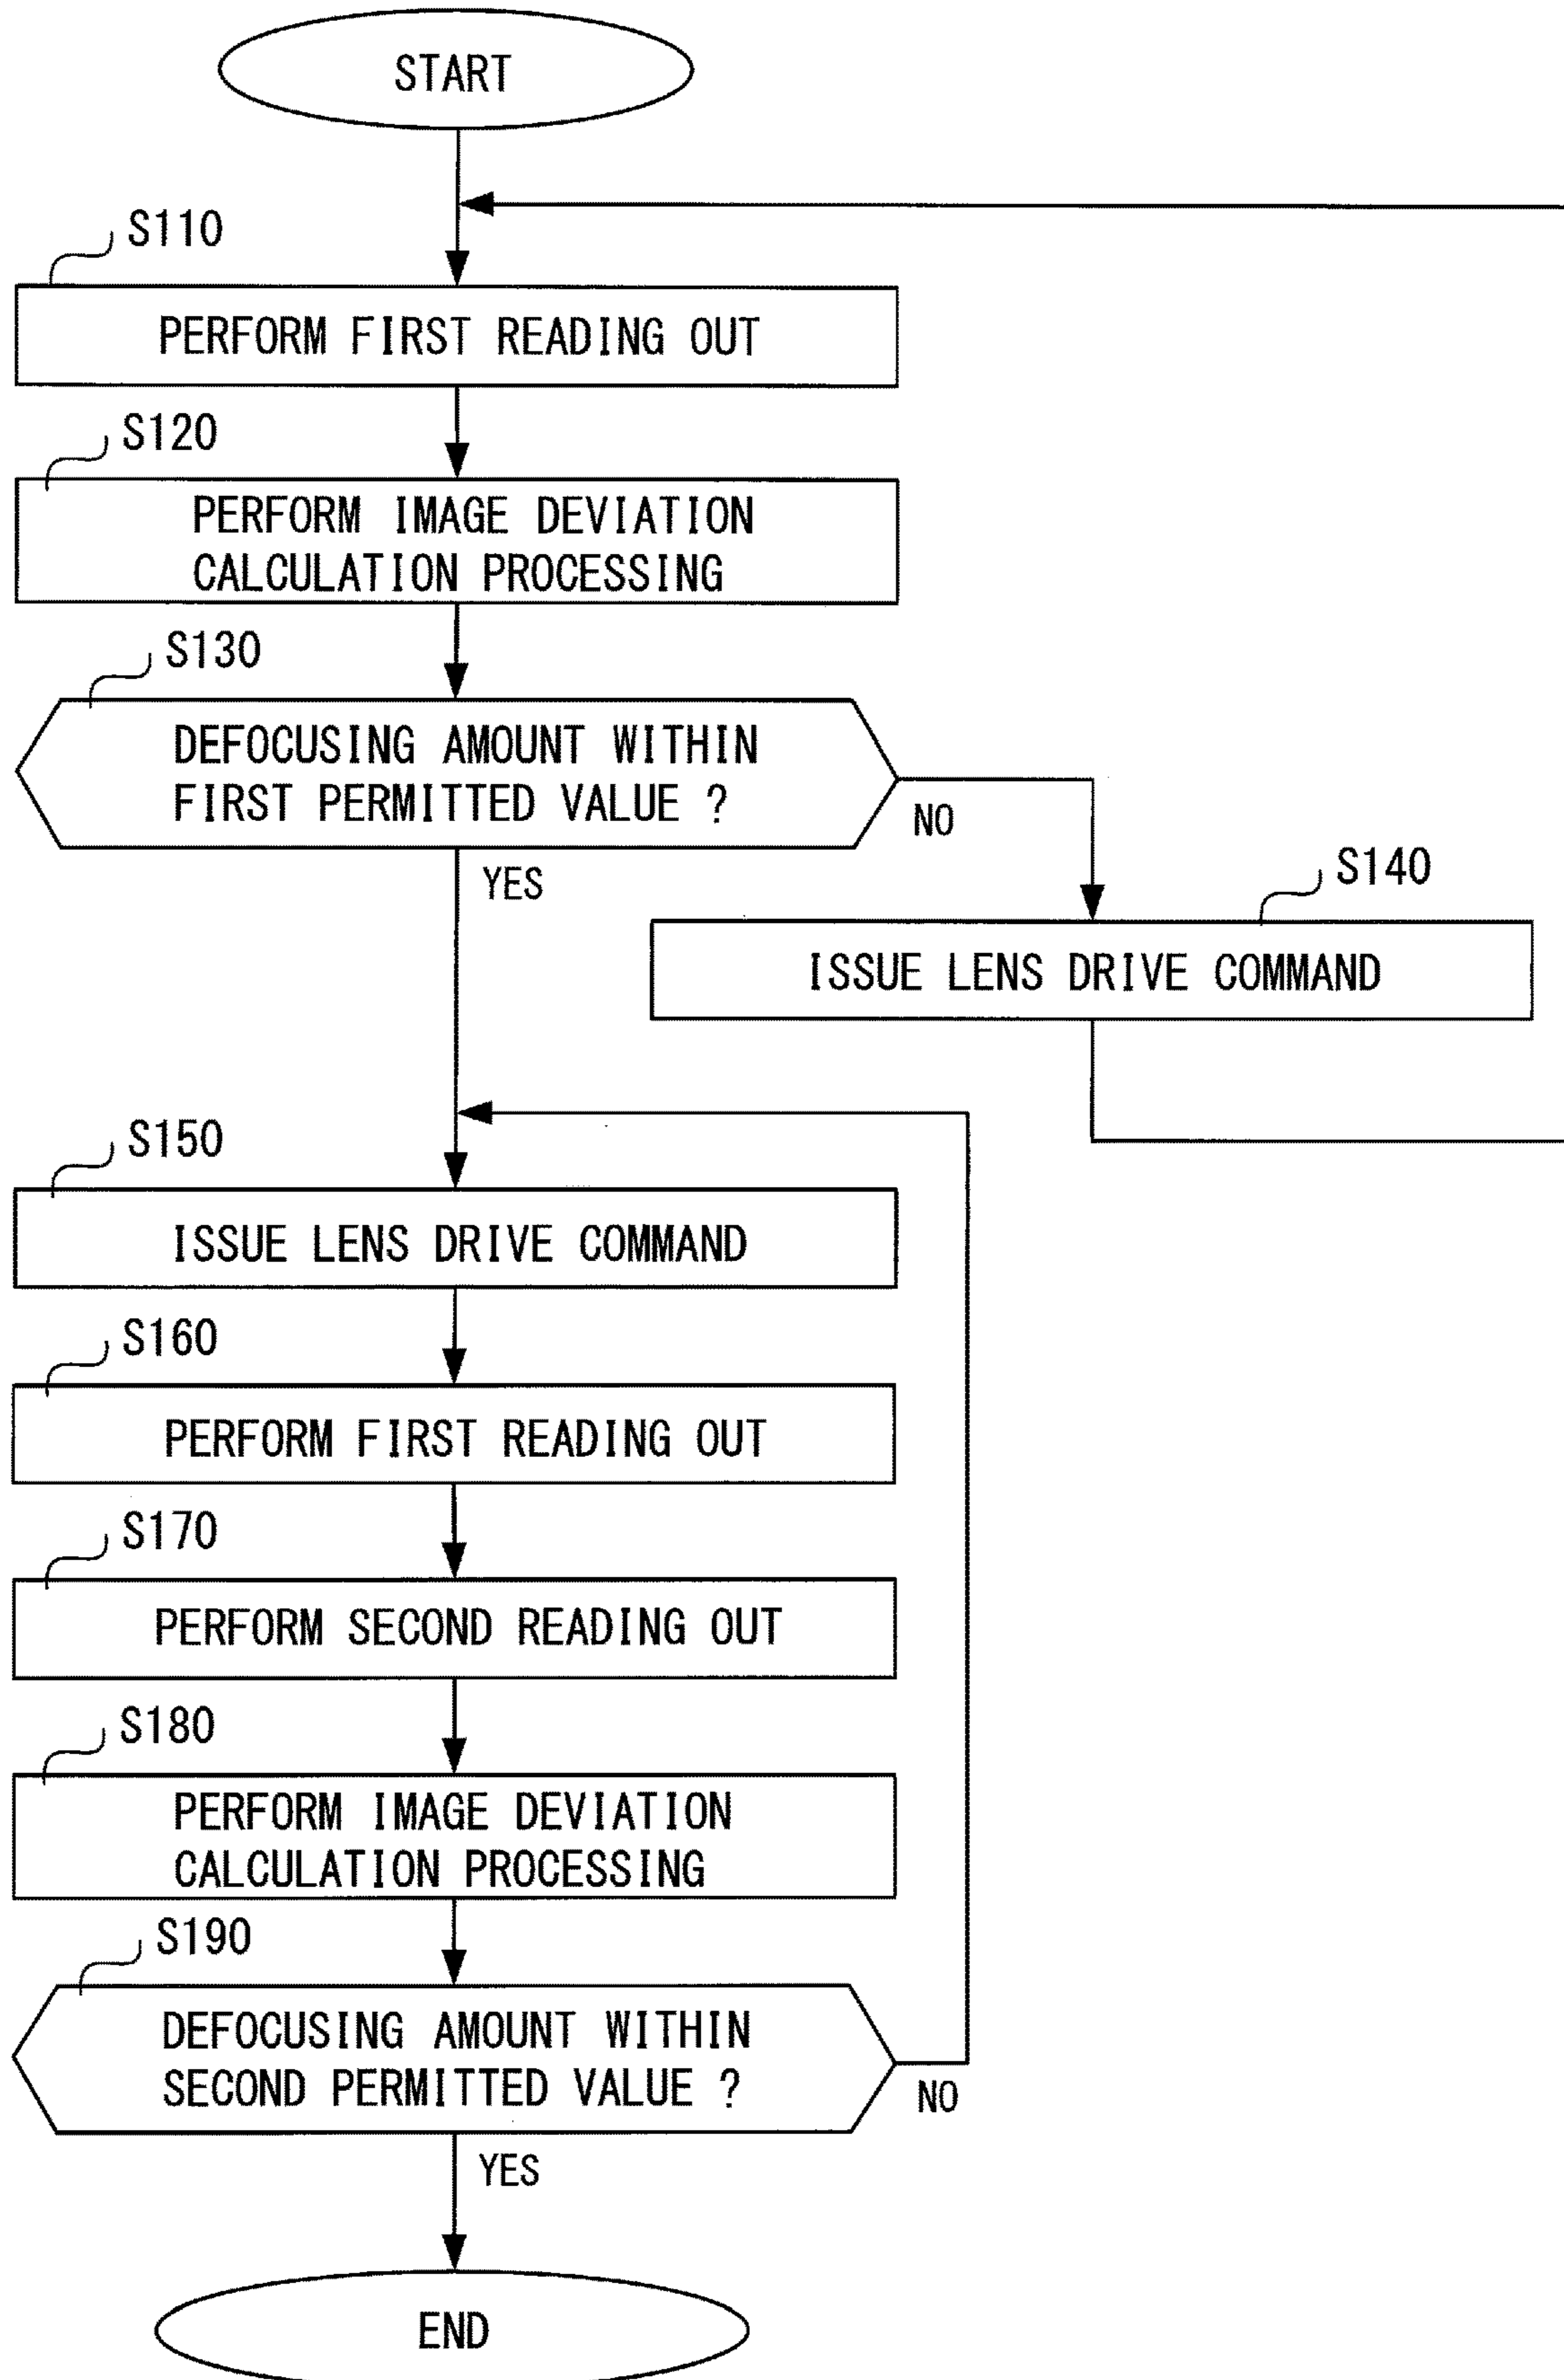 START
S110
PERFORM FIRST READING OUT
S120
PERFORM IMAGE DEVIATION
CALCULATION PROCESSING
S130
DEFOCUSING AMOUNT WITHIN
FIRST PERMITTED VALUE ?
NO
YES
S140
ISSUE LENS DRIVE COMMAND
S150
ISSUE LENS DRIVE COMMAND
S160
PERFORM FIRST READING OUT
S170
PERFORM SECOND READING OUT
S180
PERFORM IMAGE DEVIATION
CALCULATION PROCESSING
S190
DEFOCUSING AMOUNT WITHIN
SECOND PERMITTED VALUE ?
NO
YES
END